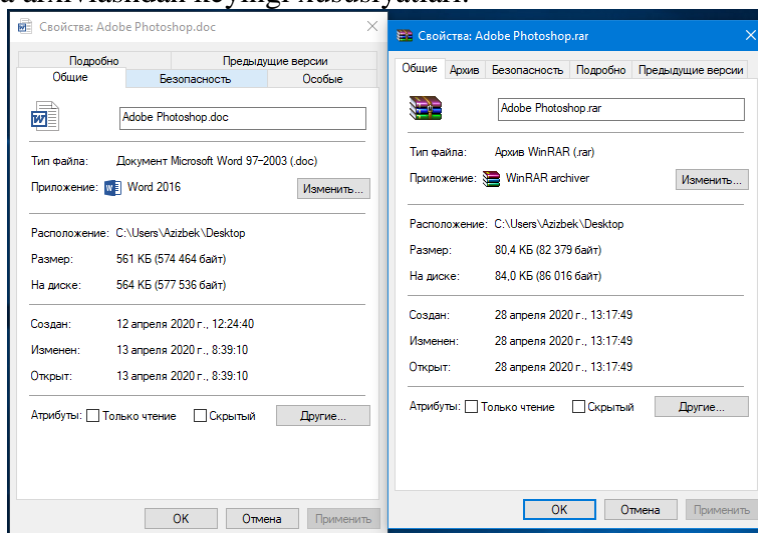 a arxivlashdan keyingi xususiyatlari.
Свойства: Adobe Photoshop.doc
Подробно Предыдущие версии
Общие Безопасность Особые
Adobe Photoshop.doc
Тип файла: Документ Microsoft Word 97–2003 (.doc)
Приложение: Word 2016 Изменить...
Расположение: C:\Users\Azizbek\Desktop
Размер: 561 КБ (574 464 байт)
На диске: 564 КБ (577 536 байт)
Создан: 12 апреля 2020 г., 12:24:40
Изменен: 13 апреля 2020 г., 8:39:10
Открыт: 13 апреля 2020 г., 8:39:10
Атрибуты: Только чтение Скрытый Другие...
OK Отмена Применить
Свойства: Adobe Photoshop.rar
Общие Архив Безопасность Подробно Предыдущие версии
Adobe Photoshop.rar
Тип файла: Архив WinRAR (.rar)
Приложение: WinRAR archiver Изменить...
Расположение: C:\Users\Azizbek\Desktop
Размер: 80,4 КБ (82 379 байт)
На диске: 84,0 КБ (86 016 байт)
Создан: 28 апреля 2020 г., 13:17:49
Изменен: 28 апреля 2020 г., 13:17:49
Открыт: 28 апреля 2020 г., 13:17:49
Атрибуты: Только чтение Скрытый Другие...
OK Отмена Применить